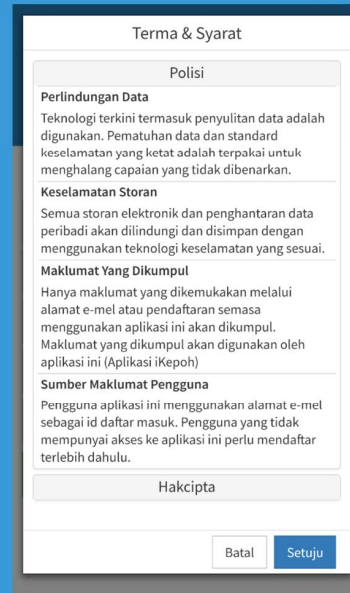 Terma & Syarat
Polisi
Perlindungan Data
Teknologi terkini termasuk penyulitan data adalah
digunakan. Pematuhan data dan standard
keselamatan yang ketat adalah terpakai untuk
menghalang capaian yang tidak dibenarkan.
Keselamatan Storan
Semua storan elektronik dan penghantaran data
peribadi akan dilindungi dan disimpan dengan
menggunakan teknologi keselamatan yang sesuai.
Maklumat Yang Dikumpul
Hanya maklumat yang dikemukakan melalui
alamat e-mel atau pendaftaran semasa
menggunakan aplikasi ini akan dikumpul.
Maklumat yang dikumpul akan digunakan oleh
aplikasi ini (Aplikasi iKepoh)
Sumber Maklumat Pengguna
Pengguna aplikasi ini menggunakan alamat e-mel
sebagai id daftar masuk. Pengguna yang tidak
mempunyai akses ke aplikasi ini perlu mendaftar
terlebih dahulu.
Hakcipta
Batal
Setuju